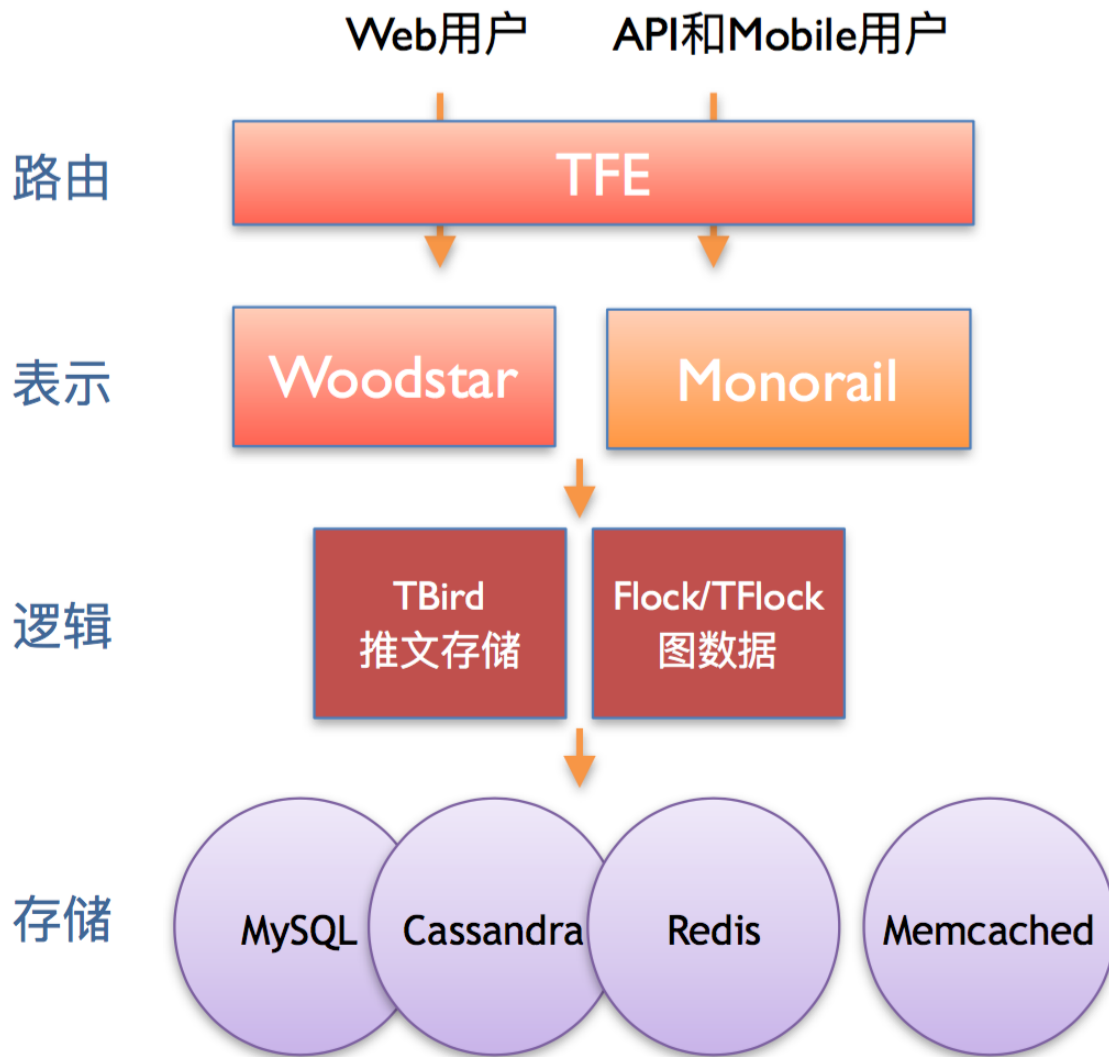 Web用户
API和Mobile用户
路由
TFE
表示
Woodstar
Monorail
逻辑
TBird
推文存储
Flock/TFlock
图数据
存储
MySQL
Cassandra
Redis
Memcached